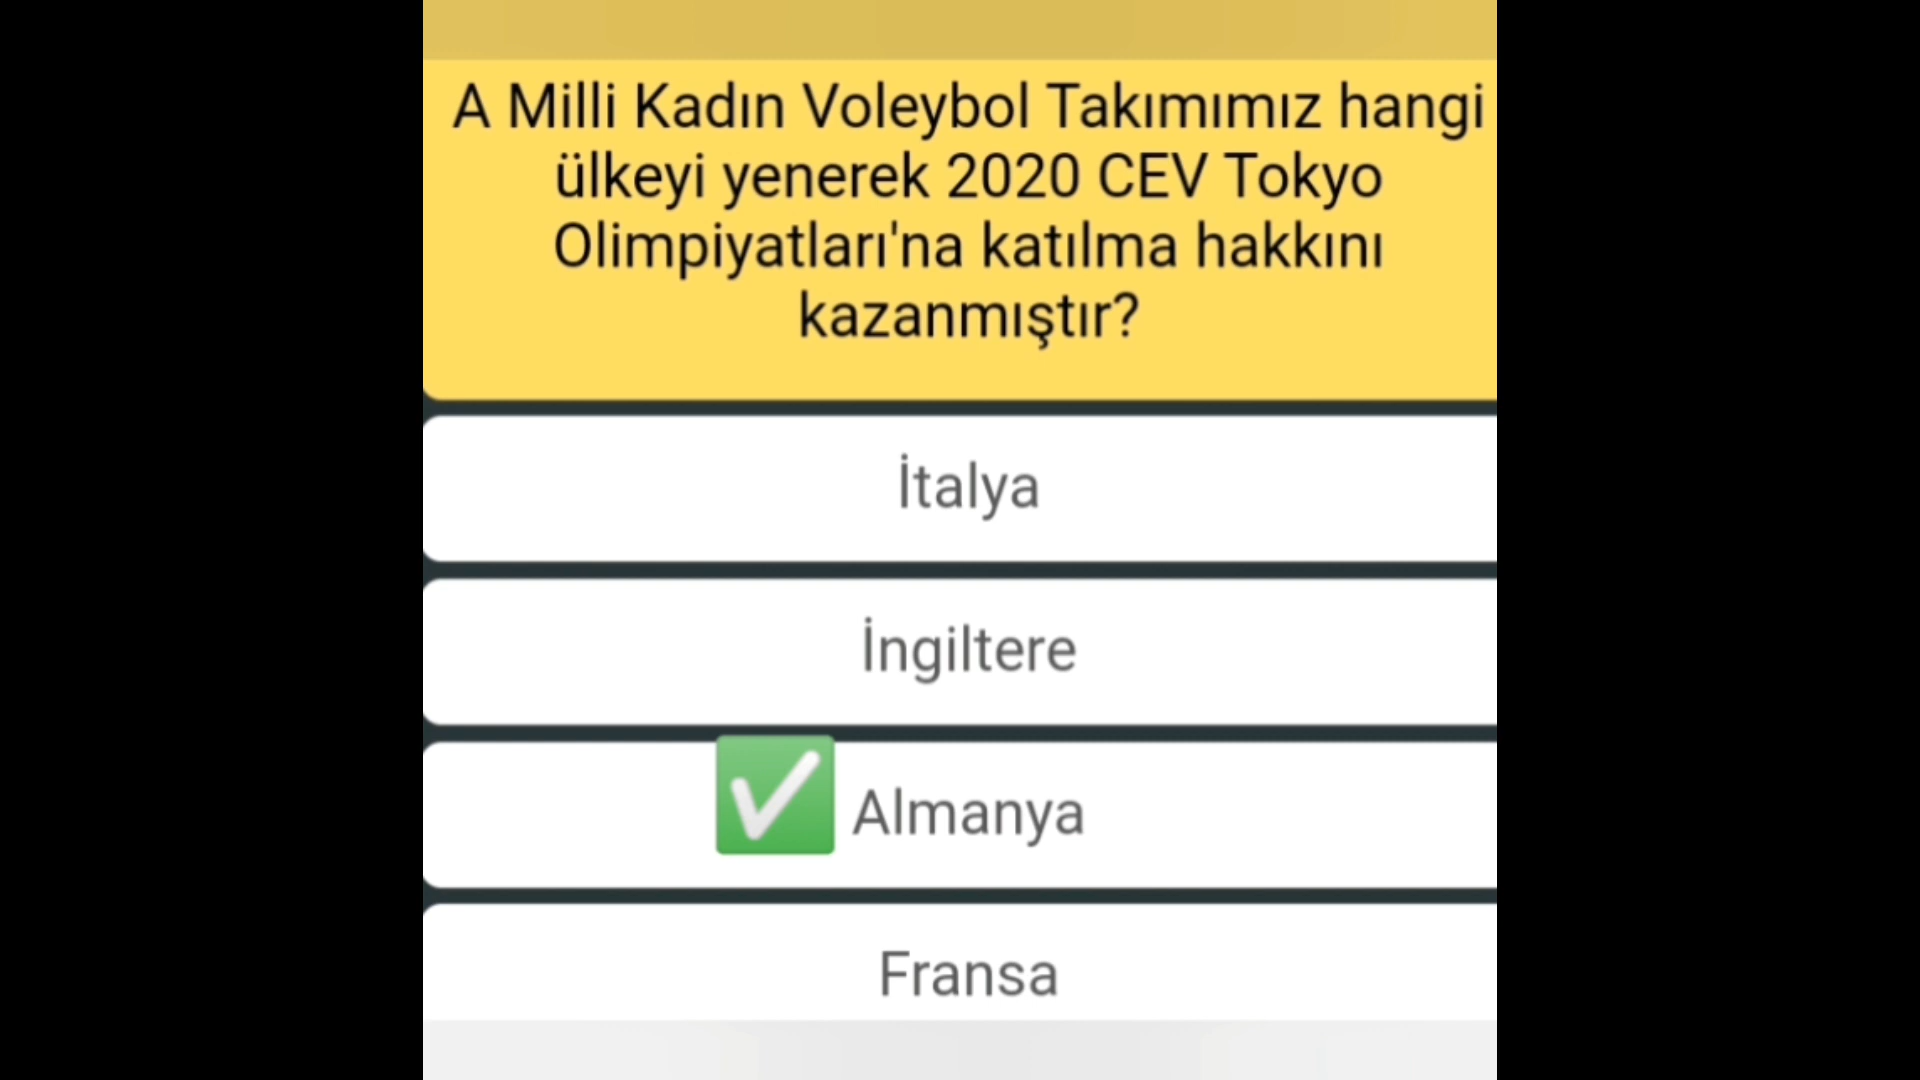 A Milli Kadın Voleybol Takımımız hangi
ülkeyi yenerek 2020 CEV Tokyo
Olimpiyatları'na katılma hakkını
kazanmıştır?
İtalya
İngiltere
✅ Almanya
Fransa